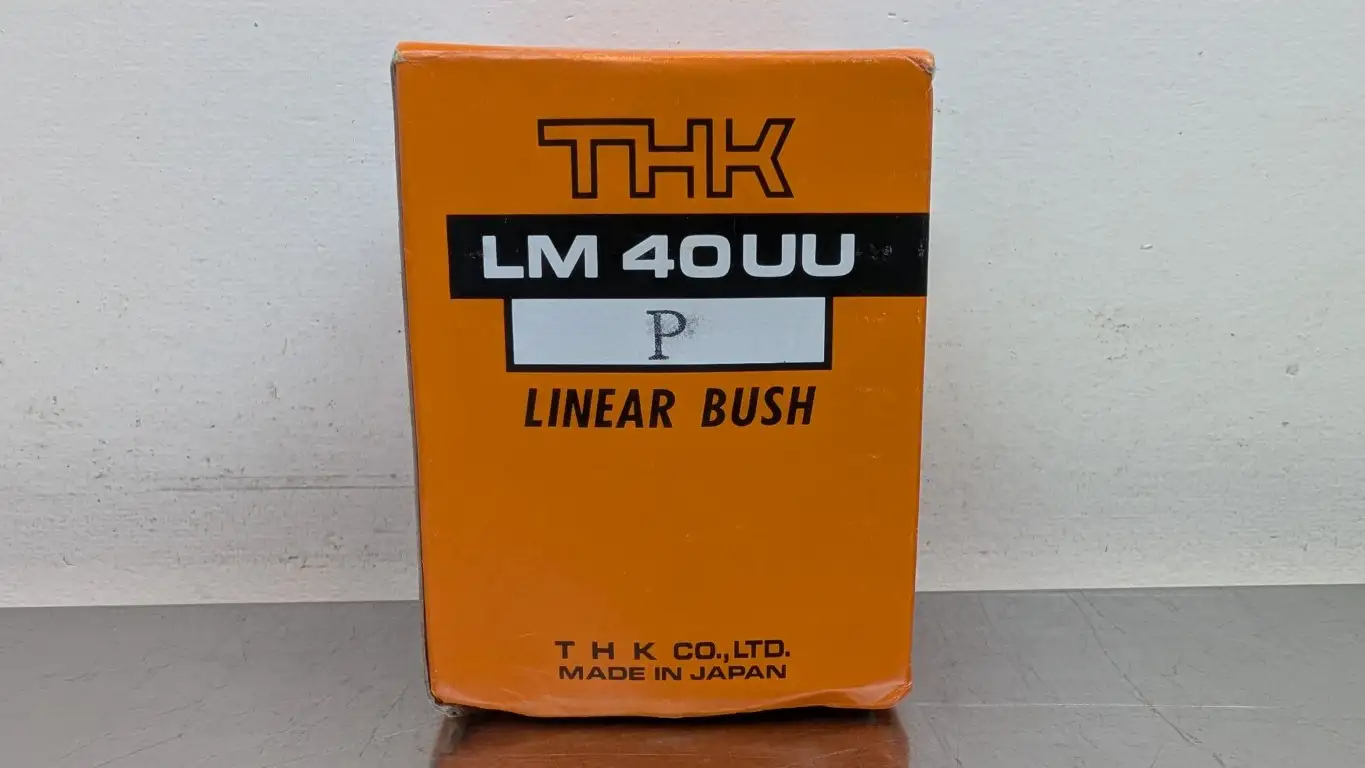 THK
LM 40UU
P
LINEAR BUSH
T H K CO.,LTD.
MADE IN JAPAN